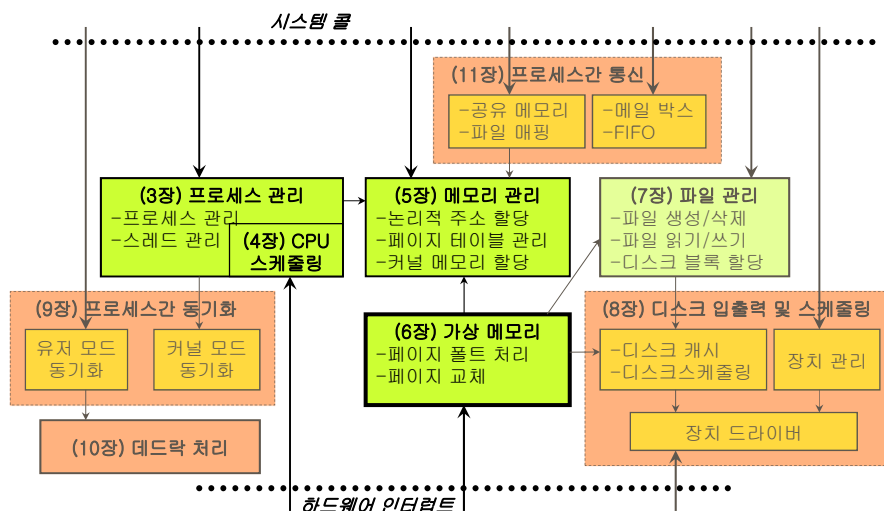 시스템 콜
(11장) 프로세스간 통신
-공유 메모리
-파일 매핑
-메일 박스
-FIFO
(3장) 프로세스 관리
-프로세스 관리
-스레드 관리
(4장) CPU
스케줄링
(5장) 메모리 관리
-논리적 주소 할당
-페이지 테이블 관리
-커널 메모리 할당
(7장) 파일 관리
-파일 생성/삭제
-파일 읽기/쓰기
-디스크 블록 할당
(9장) 프로세스간 동기화
유저 모드
동기화
커널 모드
동기화
(6장) 가상 메모리
-페이지 폴트 처리
-페이지 교체
(8장) 디스크 입출력 및 스케줄링
-디스크 캐시
-디스크스케줄링
장치 관리
장치 드라이버
(10장) 데드락 처리
하드웨어 인터럽트